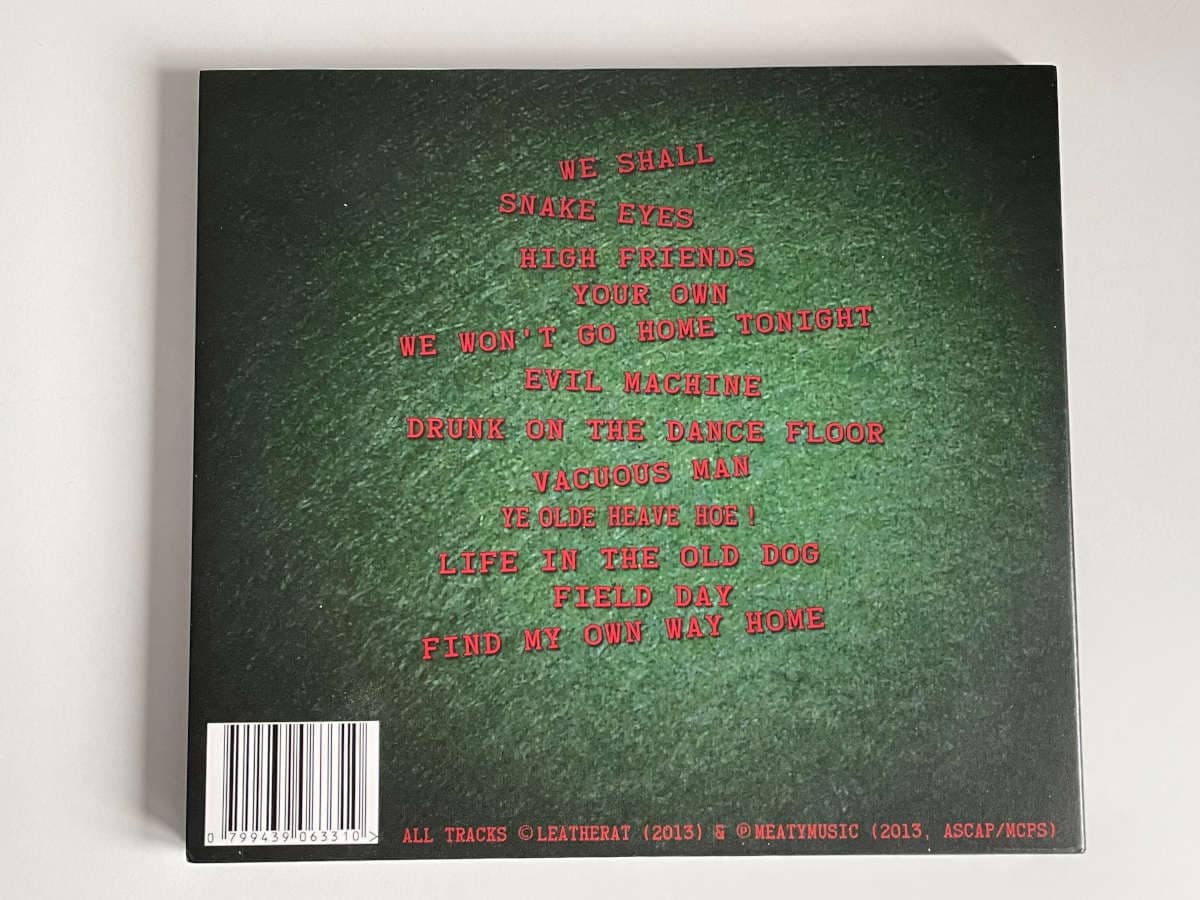 WE SHALL
SNAKE EYES
HIGH FRIENDS
YOUR OWN
WE WON'T GO HOME TONIGHT
EVIL MACHINE
DRUNK ON THE DANCE FLOOR
VACUOUS MAN
YE OLDE HEAVE HOE!
LIFE IN THE OLD DOG
FIELD DAY
FIND MY OWN WAY HOME
0 799439 063310 >
ALL TRACKS ©LEATHERAT (2013) & ℗MEATYMUSIC (2013, ASCAP/MCPS)